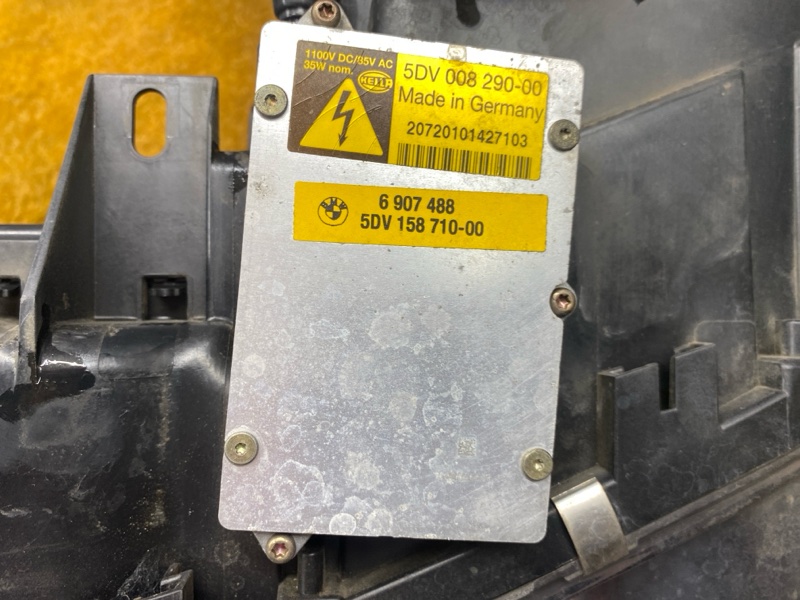 1100V DC/85V AC
35W nom.
HELLA
5DV 008 290-00
Made in Germany
20720101427103
BMW
6 907 488
5DV 158 710-00